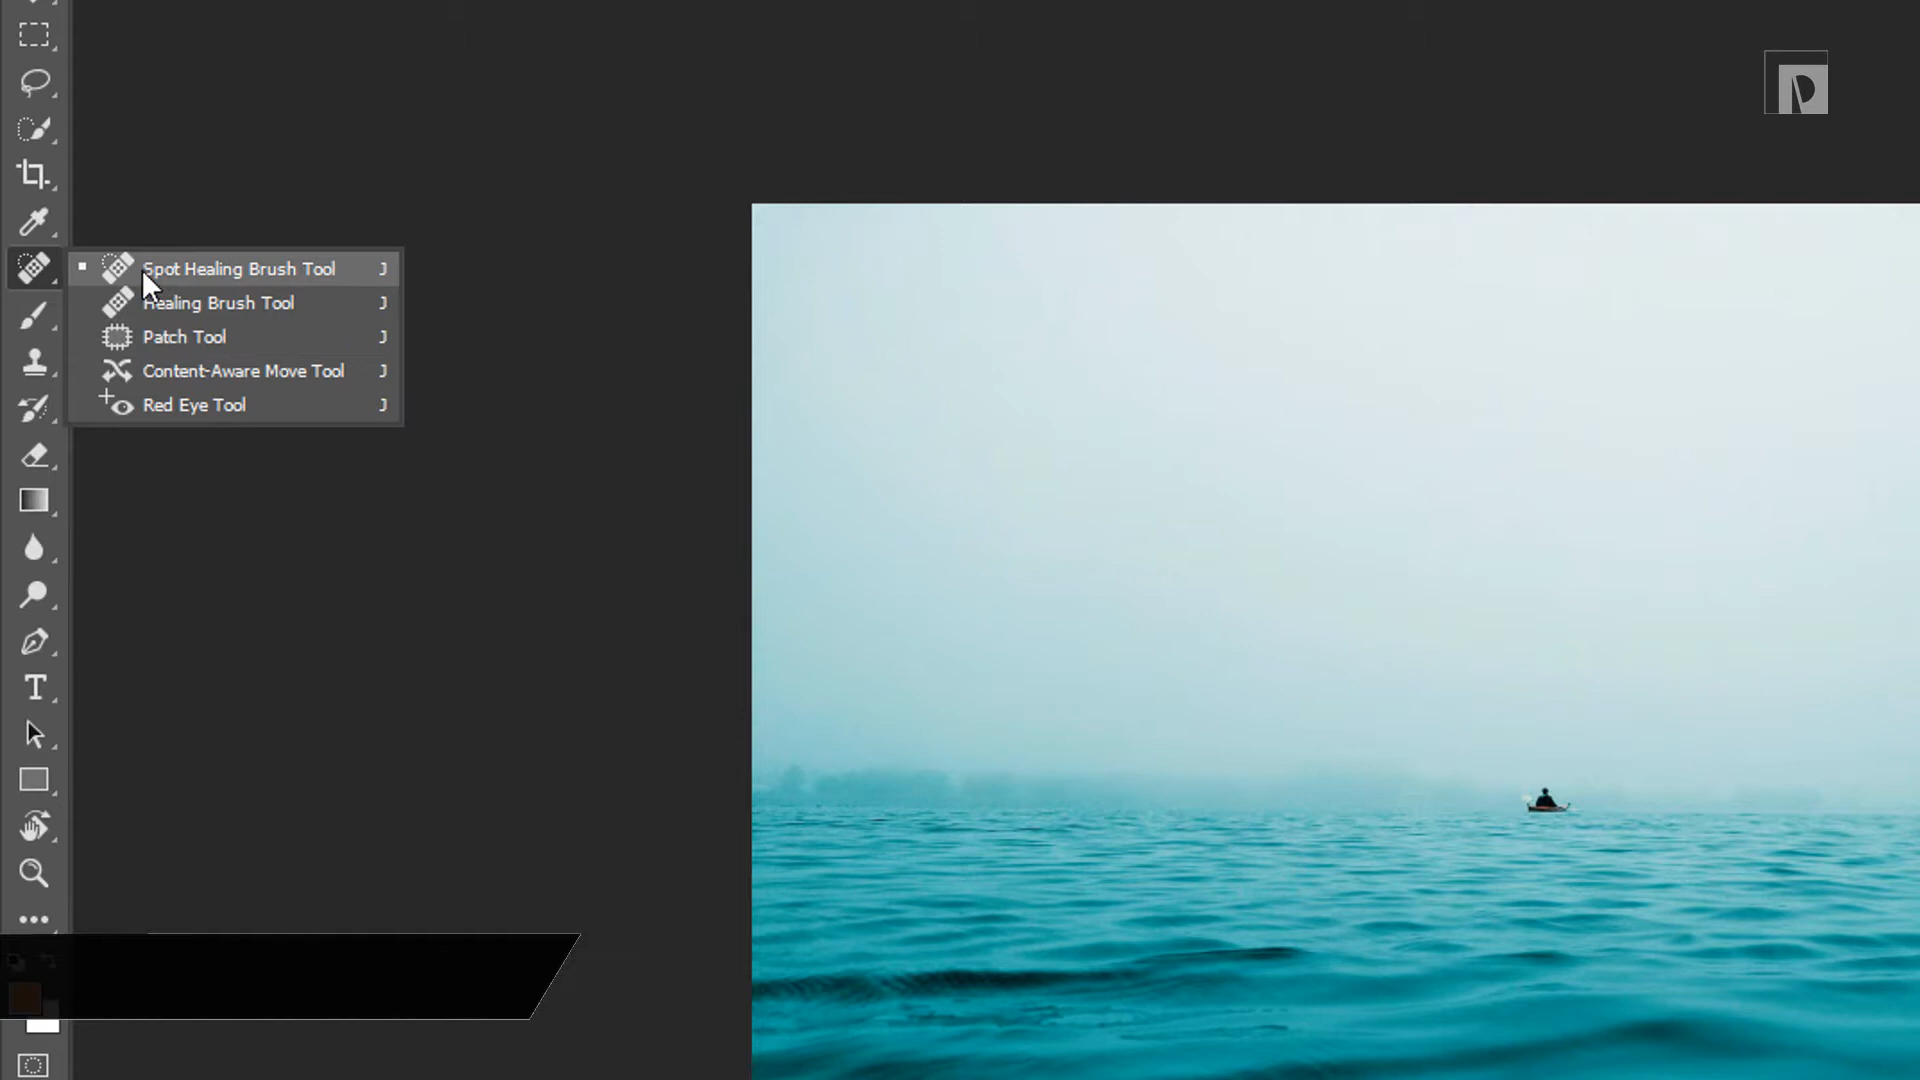 Spot Healing Brush Tool J
Healing Brush Tool J
Patch Tool J
Content-Aware Move Tool J
Red Eye Tool J